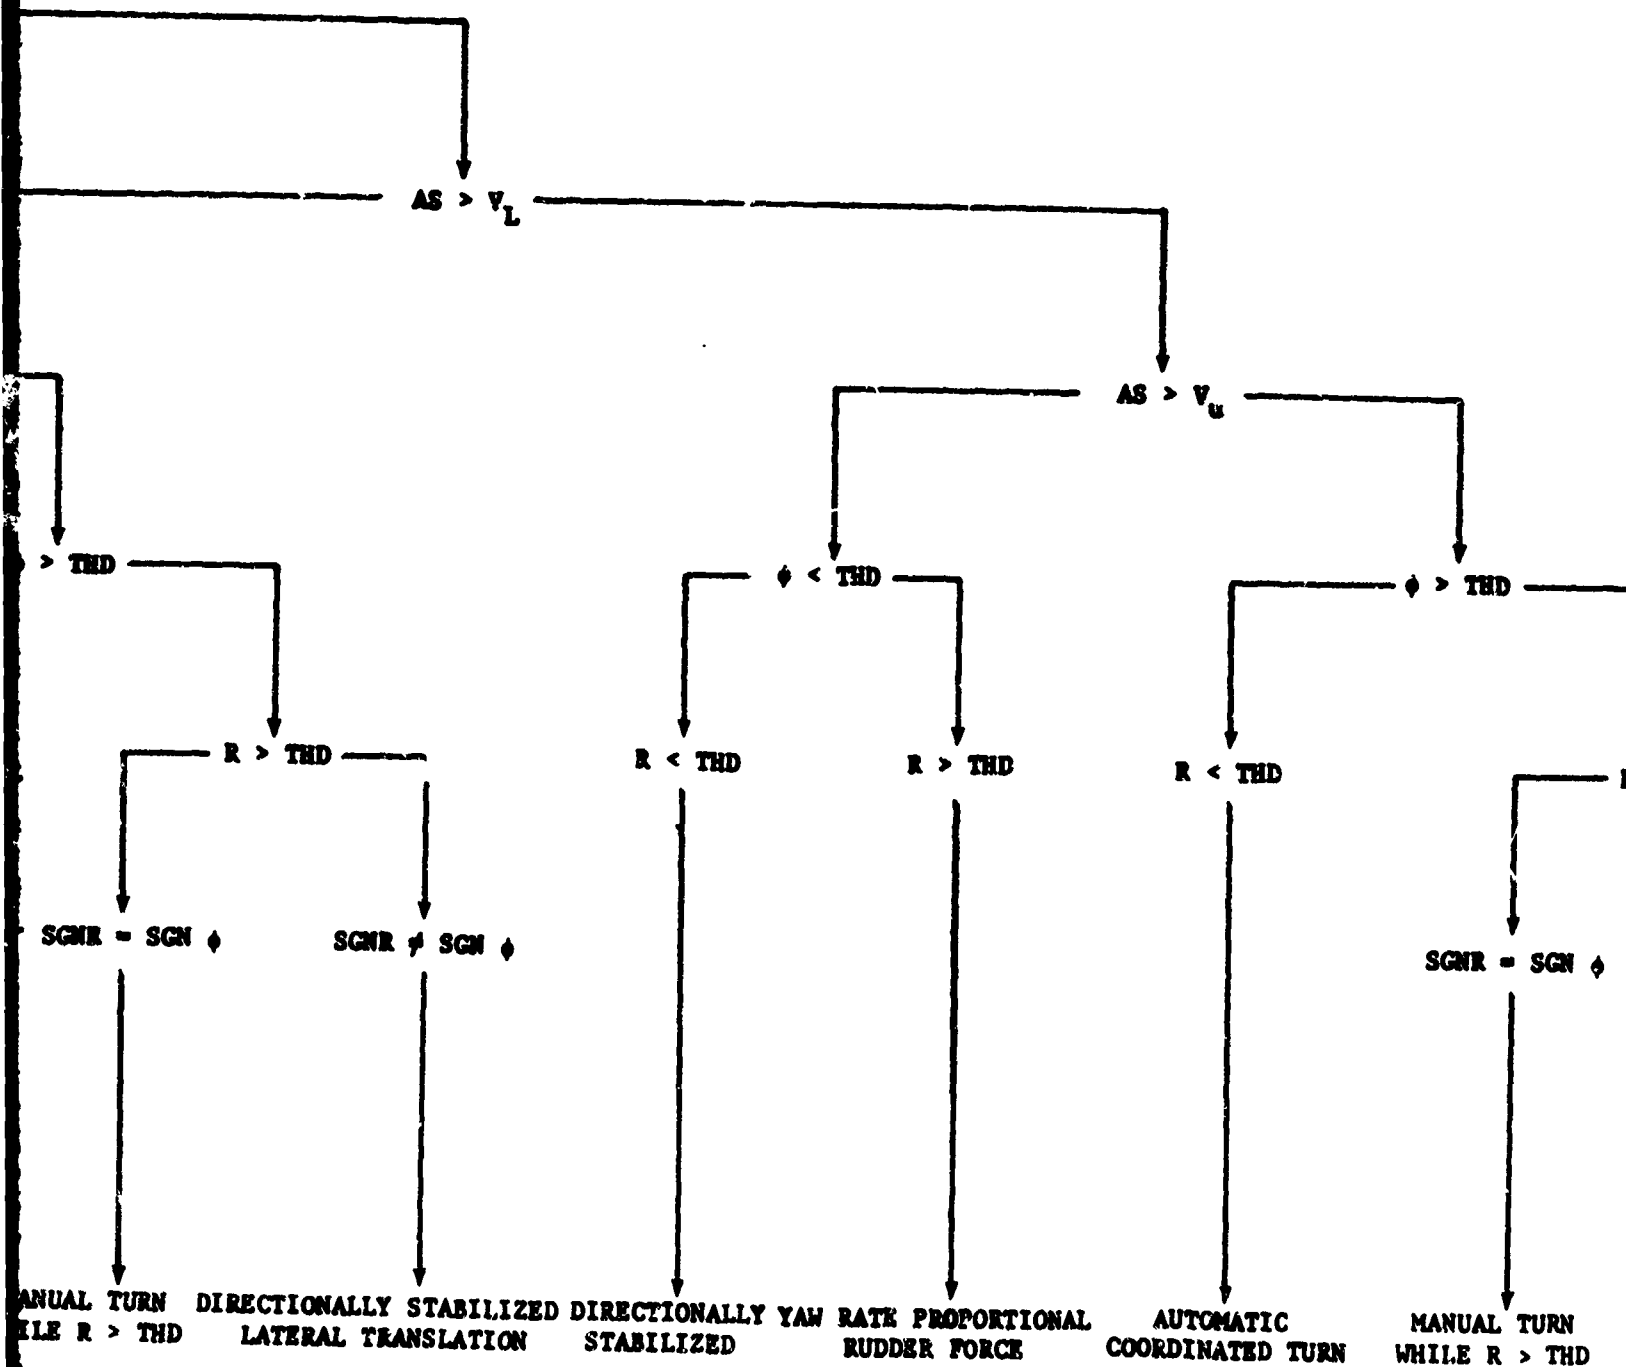 AS > V_L
AS > V_u
> THD
φ < THD
φ > THD
R > THD
R < THD
R > THD
R < THD
SGNR = SGN φ
SGNR ≠ SGN φ
SGNR = SGN φ
TURN
R > THD
DIRECTIONALLY STABILIZED
LATERAL TRANSLATION
DIRECTIONALLY
STABILIZED
YAW RATE PROPORTIONAL
RUDDER FORCE
AUTOMATIC
COORDINATED TURN
MANUAL TURN
WHILE R > THD